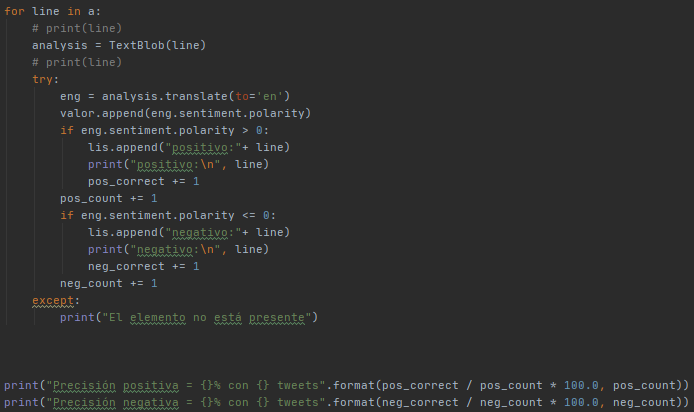 for line in a:
    # print(line)
    analysis = TextBlob(line)
    # print(line)
    try:
        eng = analysis.translate(to='en')
        valor.append(eng.sentiment.polarity)
        if eng.sentiment.polarity > 0:
            lis.append("positivo:"+ line)
            print("positivo:\n", line)
            pos_correct += 1
        pos_count += 1
        if eng.sentiment.polarity <= 0:
            lis.append("negativo:"+ line)
            print("negativo:\n", line)
            neg_correct += 1
        neg_count += 1
    except:
        print("El elemento no está presente")
print("Precisión positiva = {}% con {} tweets".format(pos_correct / pos_count * 100.0, pos_count))
print("Precisión negativa = {}% con {} tweets".format(neg_correct / neg_count * 100.0, neg_count))